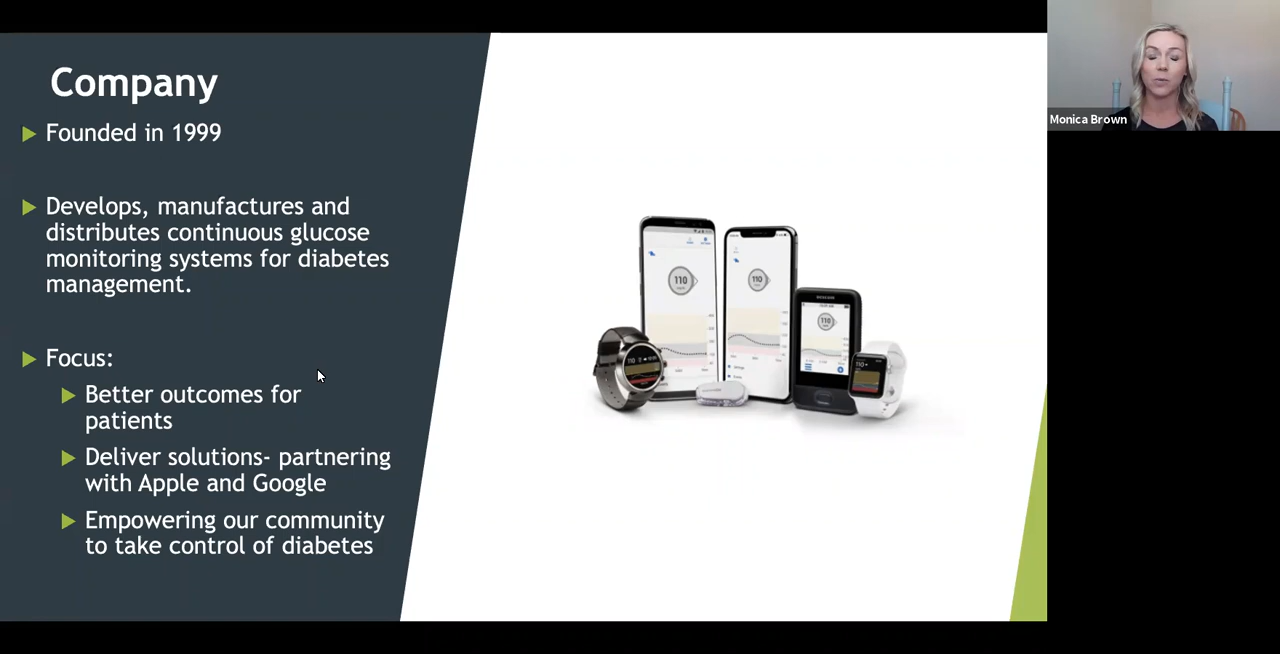 Company
Founded in 1999
Develops, manufactures and
distributes continuous glucose
monitoring systems for diabetes
management.
Focus:
Better outcomes for
patients
Deliver solutions- partnering
with Apple and Google
Empowering our community
to take control of diabetes
110
110
110
110
110
Monica Brown